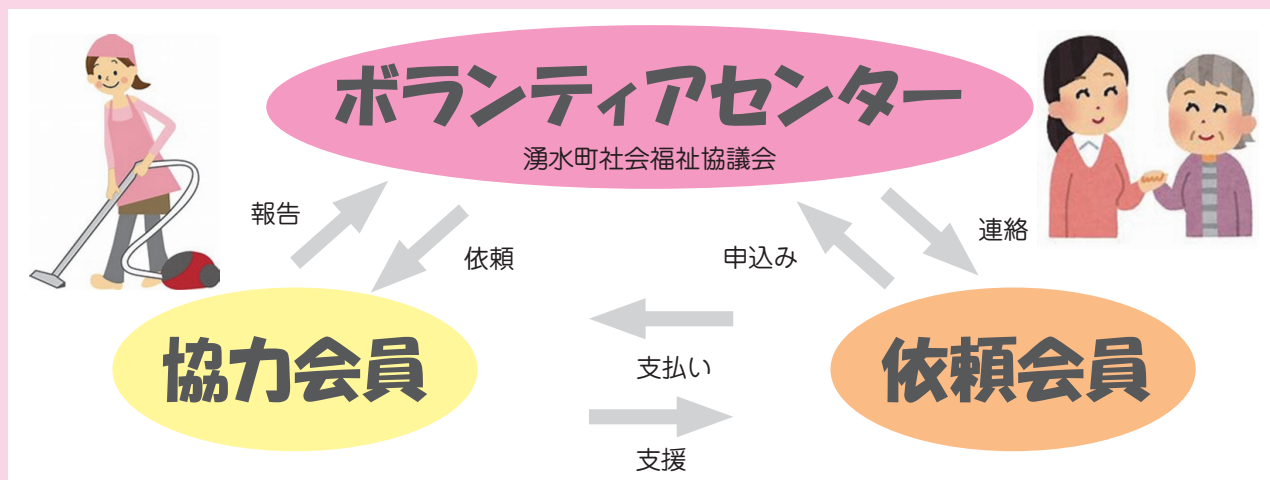 ボランティアセンター
湧水町社会福祉協議会
報告
依頼
申込み
連絡
協力会員
支払い
支援
依頼会員